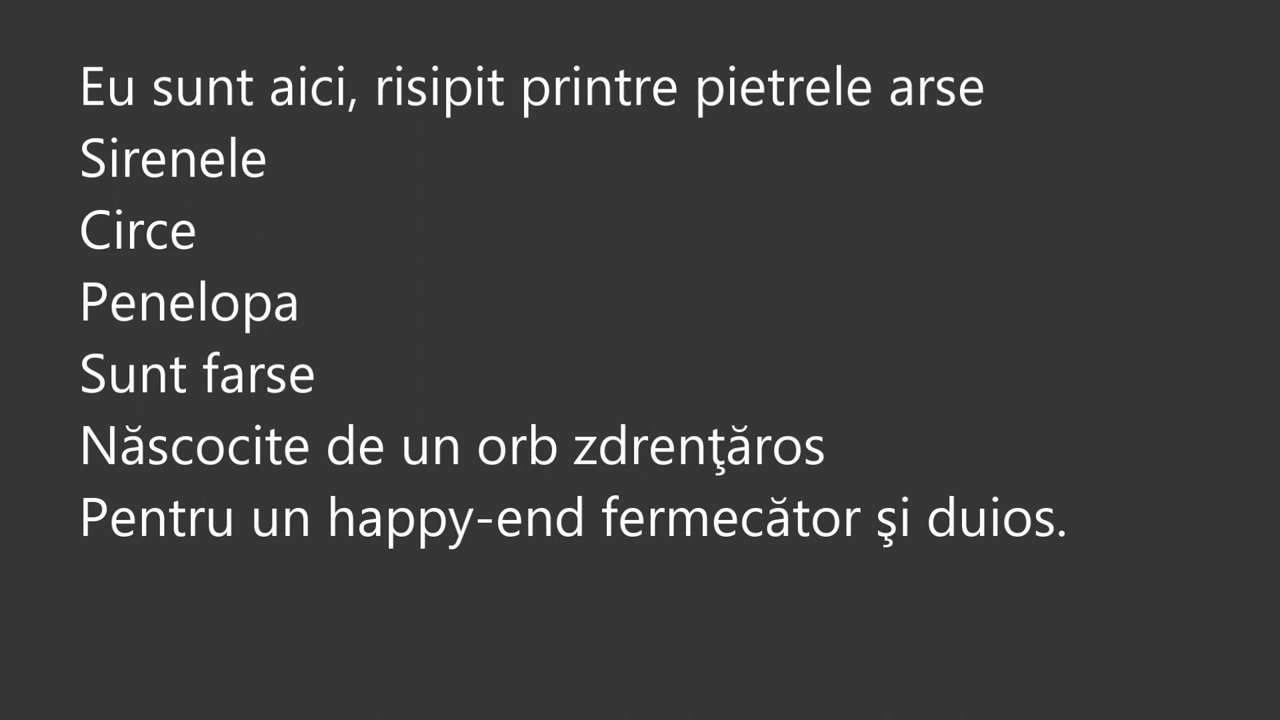 Eu sunt aici, risipit printre pietrele arse
Sirenele
Circe
Penelopa
Sunt farse
Născocite de un orb zdrenţăros
Pentru un happy-end fermecător şi duios.